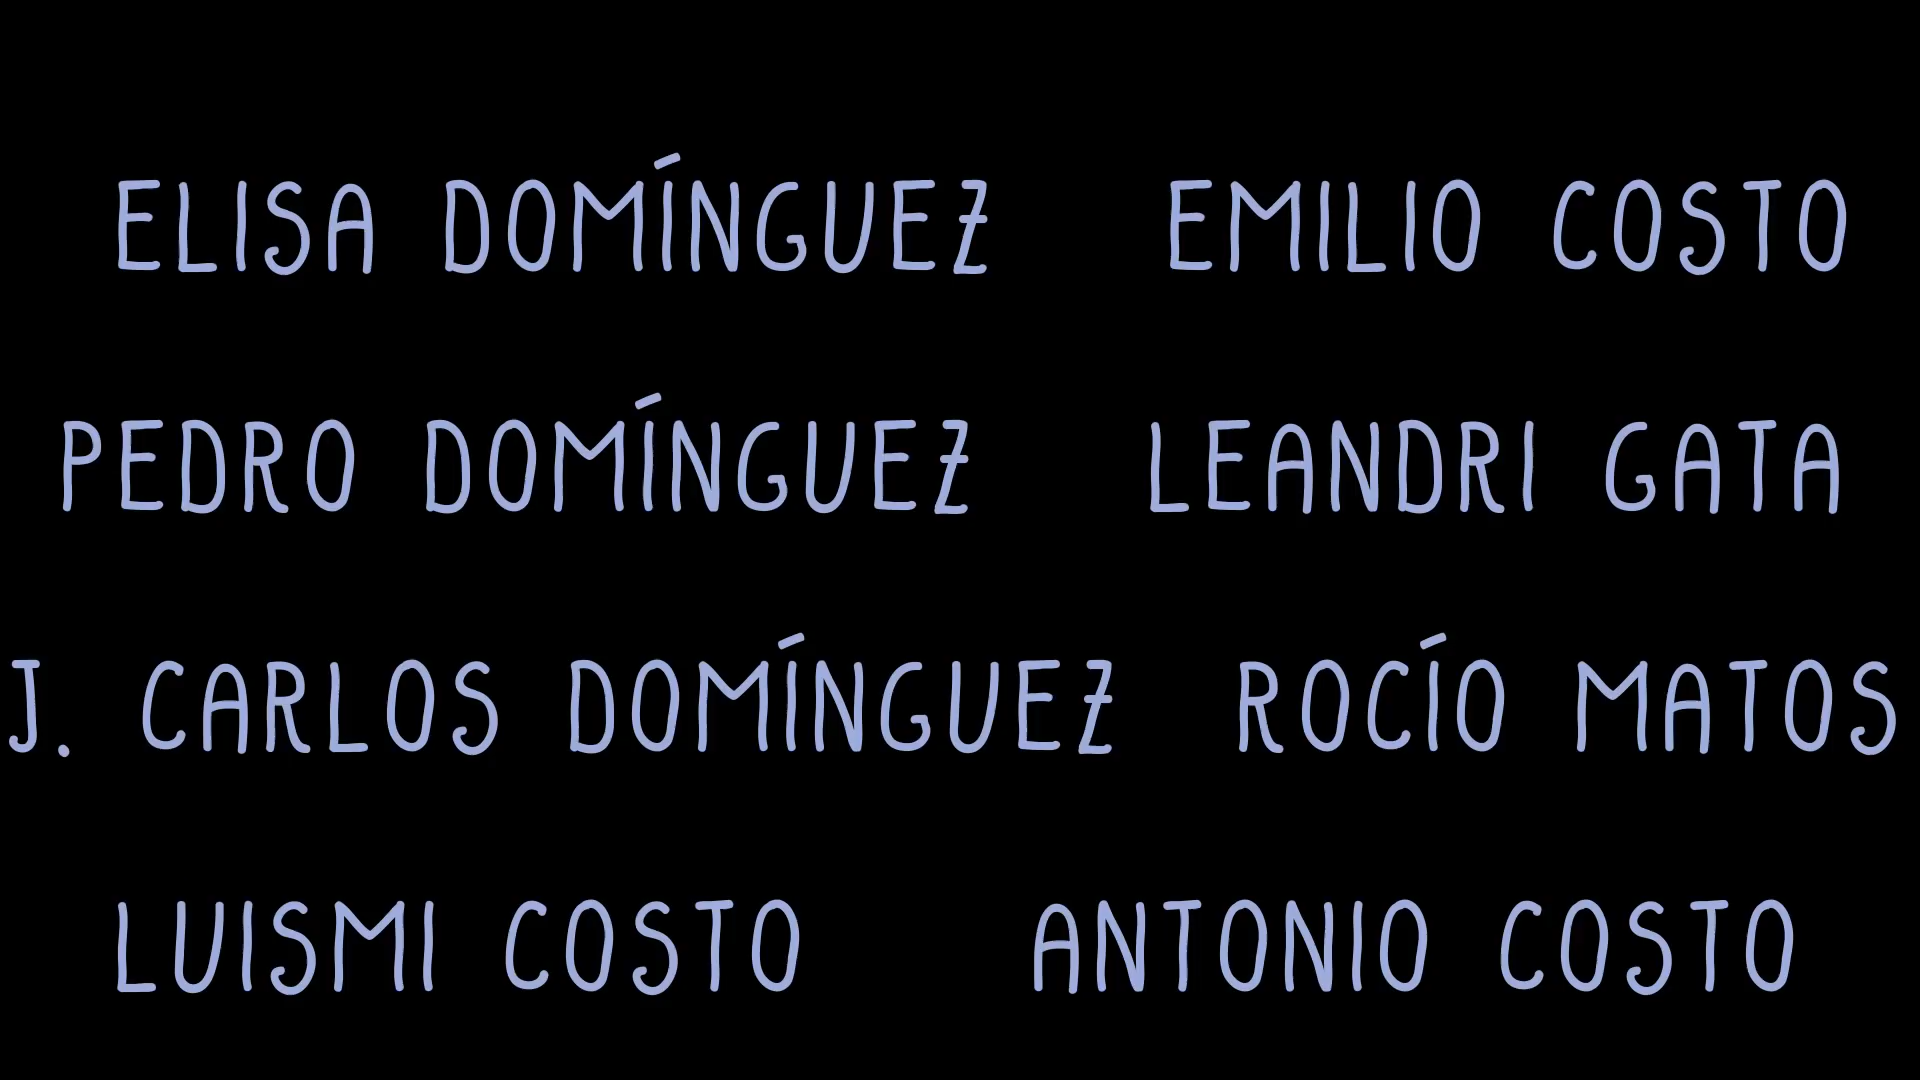 ELISA DOMÍNGUEZ EMILIO COSTO
PEDRO DOMÍNGUEZ LEANDRI GATA
J. CARLOS DOMÍNGUEZ ROCÍO MATOS
LUISMI COSTO ANTONIO COSTO